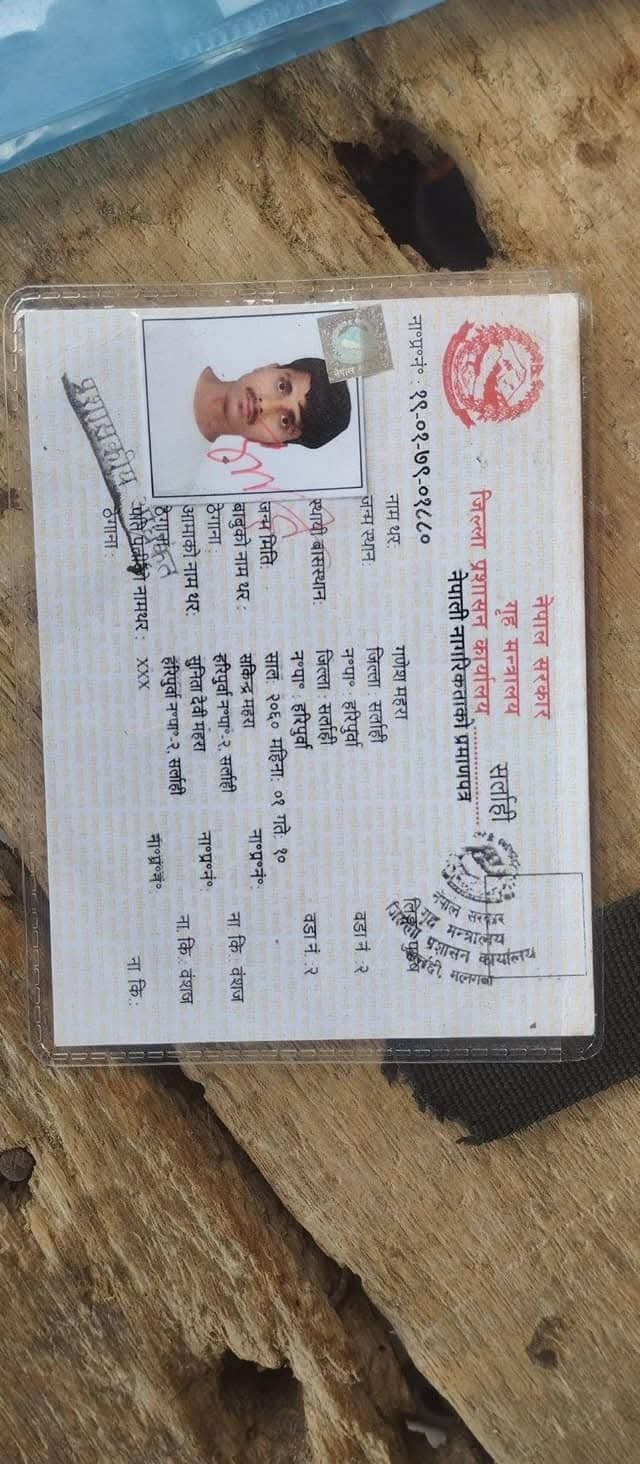 नेपाल सरकार
गृह मन्त्रालय
जिल्ला प्रशासन कार्यालय.............. सर्लाही
नेपाली नागरिकताको प्रमाणपत्र
ना॰प्र॰नं॰ : १९-०१-७९-०१८८०
नेपाल सरकार
गृह मन्त्रालय
जिल्ला प्रशासन कार्यालय
मलंगवा
नाम थर: गणेश महरा
जन्म स्थान जिल्ला : सर्लाही
न॰पा॰ : हरिपुर्वा वडा नं. २
स्थायी बासस्थान: जिल्ला : सर्लाही
न॰पा॰ : हरिपुर्वा वडा नं. २
जन्म मिति: साल: २०६० महिना: ०१ गते: १०
बाबुको नाम थर : सकिन्द्र महरा ना॰प्र॰नं॰:
ठेगाना : हरिपुर्वा न॰पा॰-२, सर्लाही ना कि वंशज
आमाको नाम थर: सुनिता देवी महरा ना॰प्र॰नं॰:
ठेगाना: हरिपुर्वा न॰पा॰-२, सर्लाही ना. कि : वंशज
पति पत्नीको नामथर : XXX ना॰प्र॰नं॰:
ठेगाना : ना कि :
प्रशासकीय
नेपाल